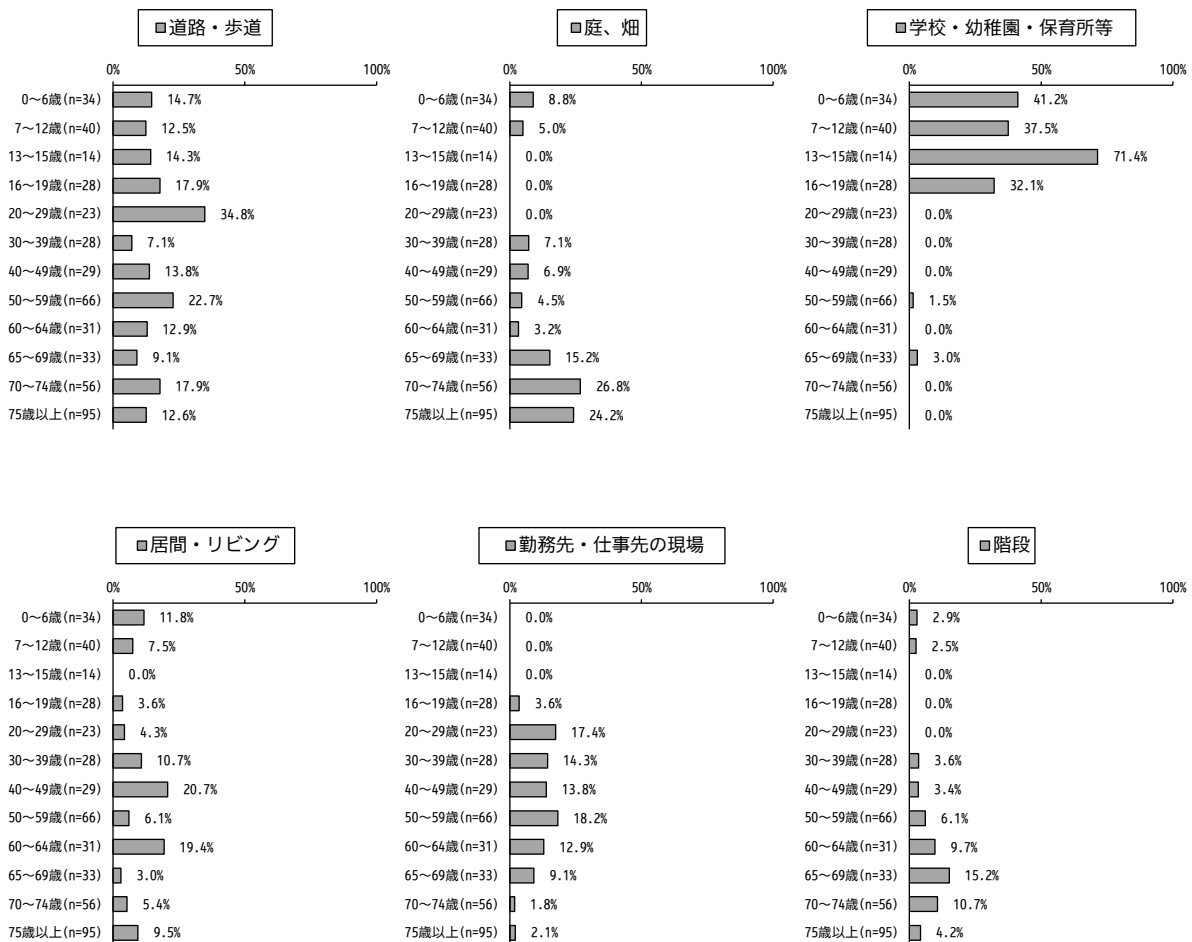 ■道路・歩道
0% 50% 100%
0～6歳(n=34) 14.7%
7～12歳(n=40) 12.5%
13～15歳(n=14) 14.3%
16～19歳(n=28) 17.9%
20～29歳(n=23) 34.8%
30～39歳(n=28) 7.1%
40～49歳(n=29) 13.8%
50～59歳(n=66) 22.7%
60～64歳(n=31) 12.9%
65～69歳(n=33) 9.1%
70～74歳(n=56) 17.9%
75歳以上(n=95) 12.6%
■庭、畑
0% 50% 100%
0～6歳(n=34) 8.8%
7～12歳(n=40) 5.0%
13～15歳(n=14) 0.0%
16～19歳(n=28) 0.0%
20～29歳(n=23) 0.0%
30～39歳(n=28) 7.1%
40～49歳(n=29) 6.9%
50～59歳(n=66) 4.5%
60～64歳(n=31) 3.2%
65～69歳(n=33) 15.2%
70～74歳(n=56) 26.8%
75歳以上(n=95) 24.2%
■学校・幼稚園・保育所等
0% 50% 100%
0～6歳(n=34) 41.2%
7～12歳(n=40) 37.5%
13～15歳(n=14) 71.4%
16～19歳(n=28) 32.1%
20～29歳(n=23) 0.0%
30～39歳(n=28) 0.0%
40～49歳(n=29) 0.0%
50～59歳(n=66) 1.5%
60～64歳(n=31) 0.0%
65～69歳(n=33) 3.0%
70～74歳(n=56) 0.0%
75歳以上(n=95) 0.0%
■居間・リビング
0% 50% 100%
0～6歳(n=34) 11.8%
7～12歳(n=40) 7.5%
13～15歳(n=14) 0.0%
16～19歳(n=28) 3.6%
20～29歳(n=23) 4.3%
30～39歳(n=28) 10.7%
40～49歳(n=29) 20.7%
50～59歳(n=66) 6.1%
60～64歳(n=31) 19.4%
65～69歳(n=33) 3.0%
70～74歳(n=56) 5.4%
75歳以上(n=95) 9.5%
■勤務先・仕事先の現場
0% 50% 100%
0～6歳(n=34) 0.0%
7～12歳(n=40) 0.0%
13～15歳(n=14) 0.0%
16～19歳(n=28) 3.6%
20～29歳(n=23) 17.4%
30～39歳(n=28) 14.3%
40～49歳(n=29) 13.8%
50～59歳(n=66) 18.2%
60～64歳(n=31) 12.9%
65～69歳(n=33) 9.1%
70～74歳(n=56) 1.8%
75歳以上(n=95) 2.1%
■階段
0% 50% 100%
0～6歳(n=34) 2.9%
7～12歳(n=40) 2.5%
13～15歳(n=14) 0.0%
16～19歳(n=28) 0.0%
20～29歳(n=23) 0.0%
30～39歳(n=28) 3.6%
40～49歳(n=29) 3.4%
50～59歳(n=66) 6.1%
60～64歳(n=31) 9.7%
65～69歳(n=33) 15.2%
70～74歳(n=56) 10.7%
75歳以上(n=95) 4.2%